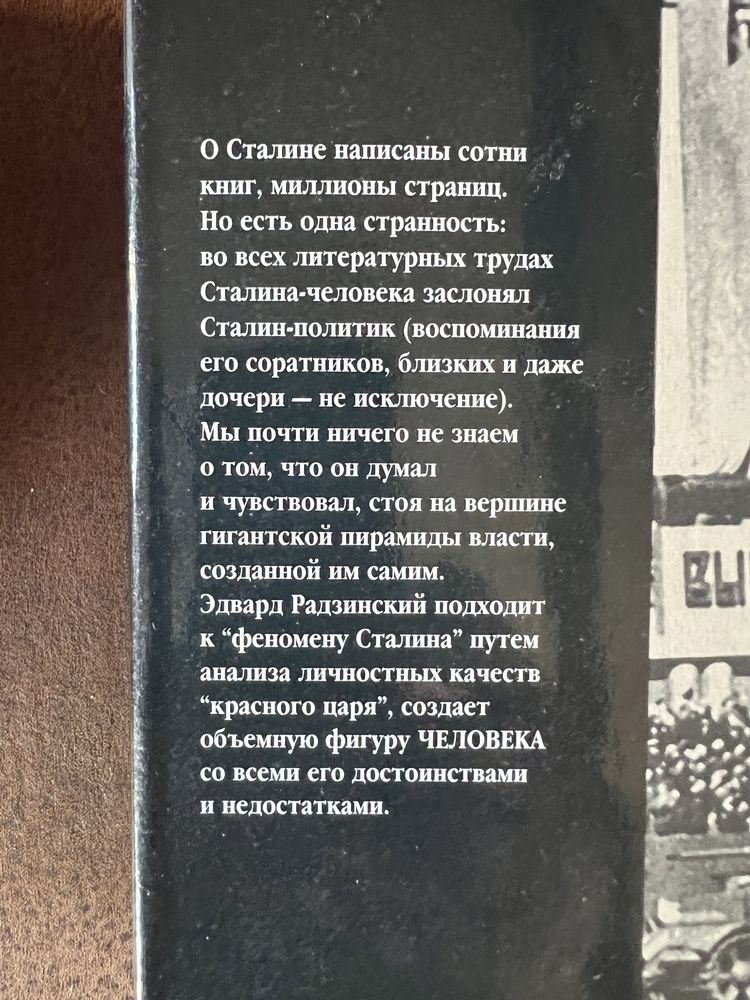 О Сталине написаны сотни
книг, миллионы страниц.
Но есть одна странность:
во всех литературных трудах
Сталина-человека заслонял
Сталин-политик (воспоминания
его соратников, близких и даже
дочери — не исключение).
Мы почти ничего не знаем
о том, что он думал
и чувствовал, стоя на вершине
гигантской пирамиды власти,
созданной им самим.
Эдвард Радзинский подходит
к “феномену Сталина” путем
анализа личностных качеств
“красного царя”, создает
объемную фигуру ЧЕЛОВЕКА
со всеми его достоинствами
и недостатками.
ВЫ